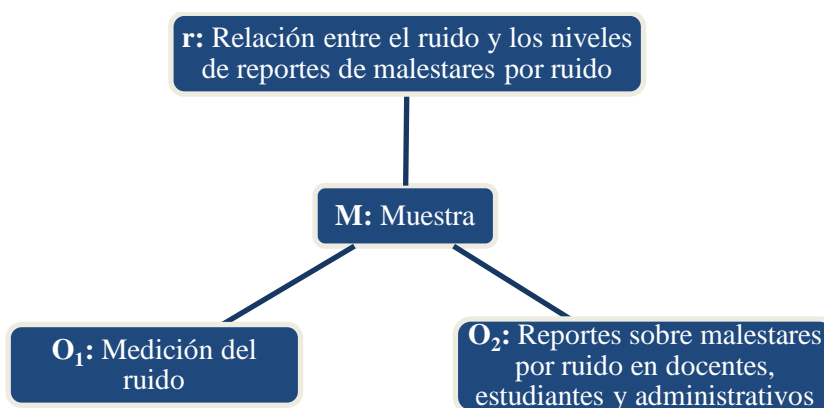 r: Relación entre el ruido y los niveles
de reportes de malestares por ruido
M: Muestra
O₁: Medición del
ruido
O₂: Reportes sobre malestares
por ruido en docentes,
estudiantes y administrativos